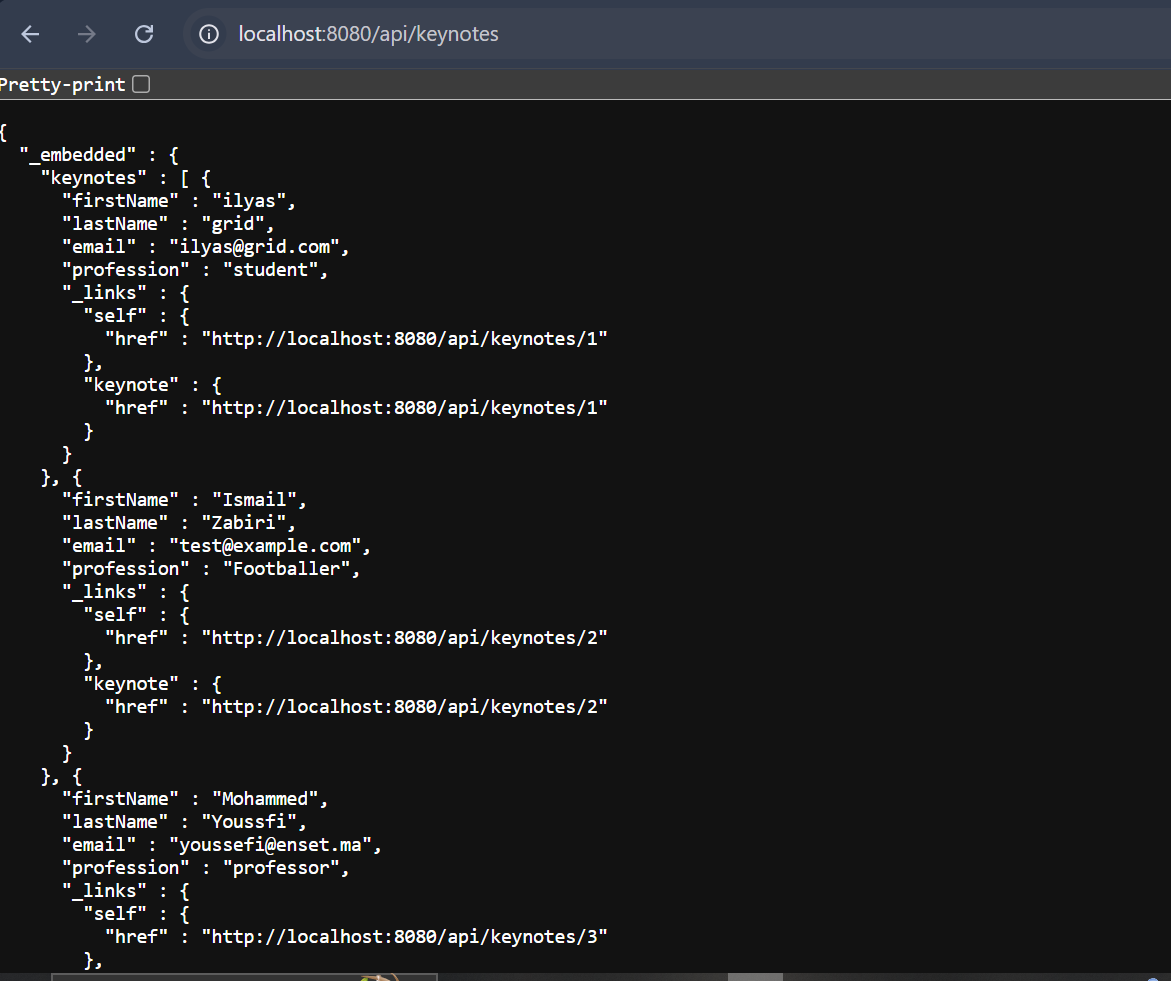 localhost:8080/api/keynotes
Pretty-print
{
  "_embedded" : {
    "keynotes" : [ {
      "firstName" : "ilyas",
      "lastName" : "grid",
      "email" : "ilyas@grid.com",
      "profession" : "student",
      "_links" : {
        "self" : {
          "href" : "http://localhost:8080/api/keynotes/1"
        },
        "keynote" : {
          "href" : "http://localhost:8080/api/keynotes/1"
        }
      }
    }, {
      "firstName" : "Ismail",
      "lastName" : "Zabiri",
      "email" : "test@example.com",
      "profession" : "Footballer",
      "_links" : {
        "self" : {
          "href" : "http://localhost:8080/api/keynotes/2"
        },
        "keynote" : {
          "href" : "http://localhost:8080/api/keynotes/2"
        }
      }
    }, {
      "firstName" : "Mohammed",
      "lastName" : "Youssfi",
      "email" : "youssefi@enset.ma",
      "profession" : "professor",
      "_links" : {
        "self" : {
          "href" : "http://localhost:8080/api/keynotes/3"
        },